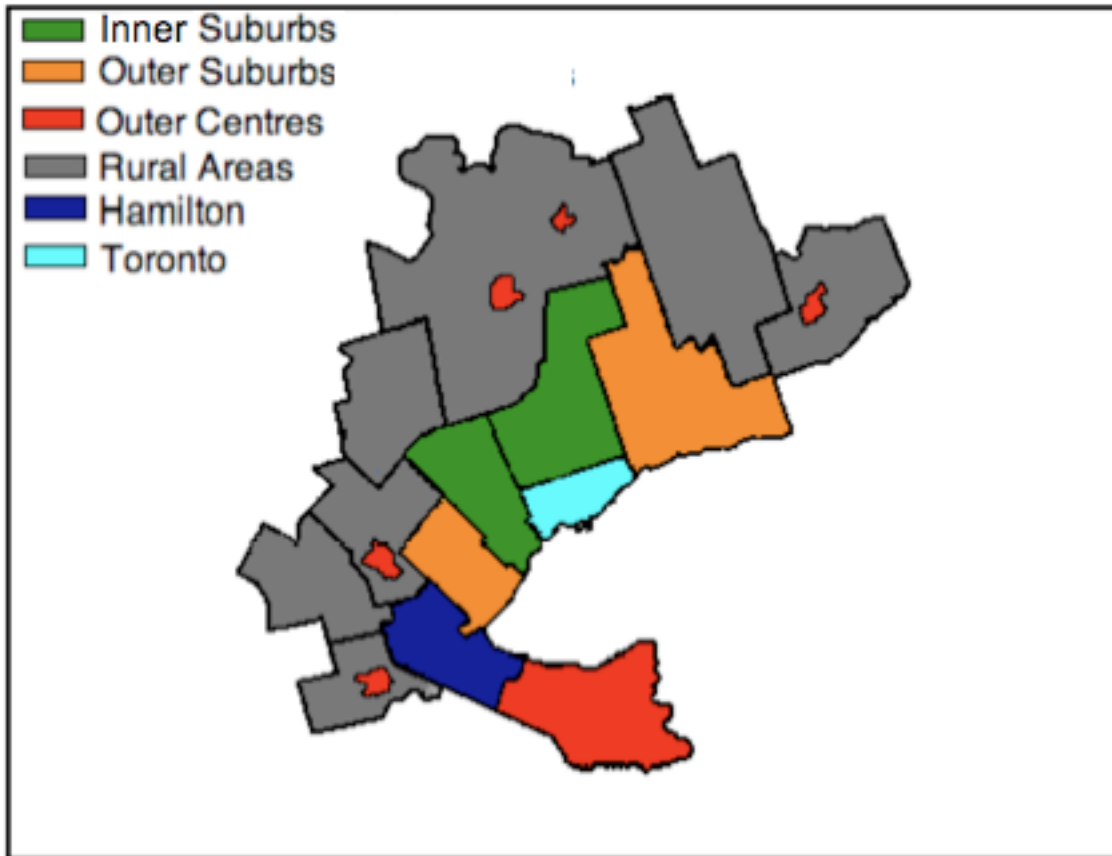 Inner Suburbs
Outer Suburbs
Outer Centres
Rural Areas
Hamilton
Toronto